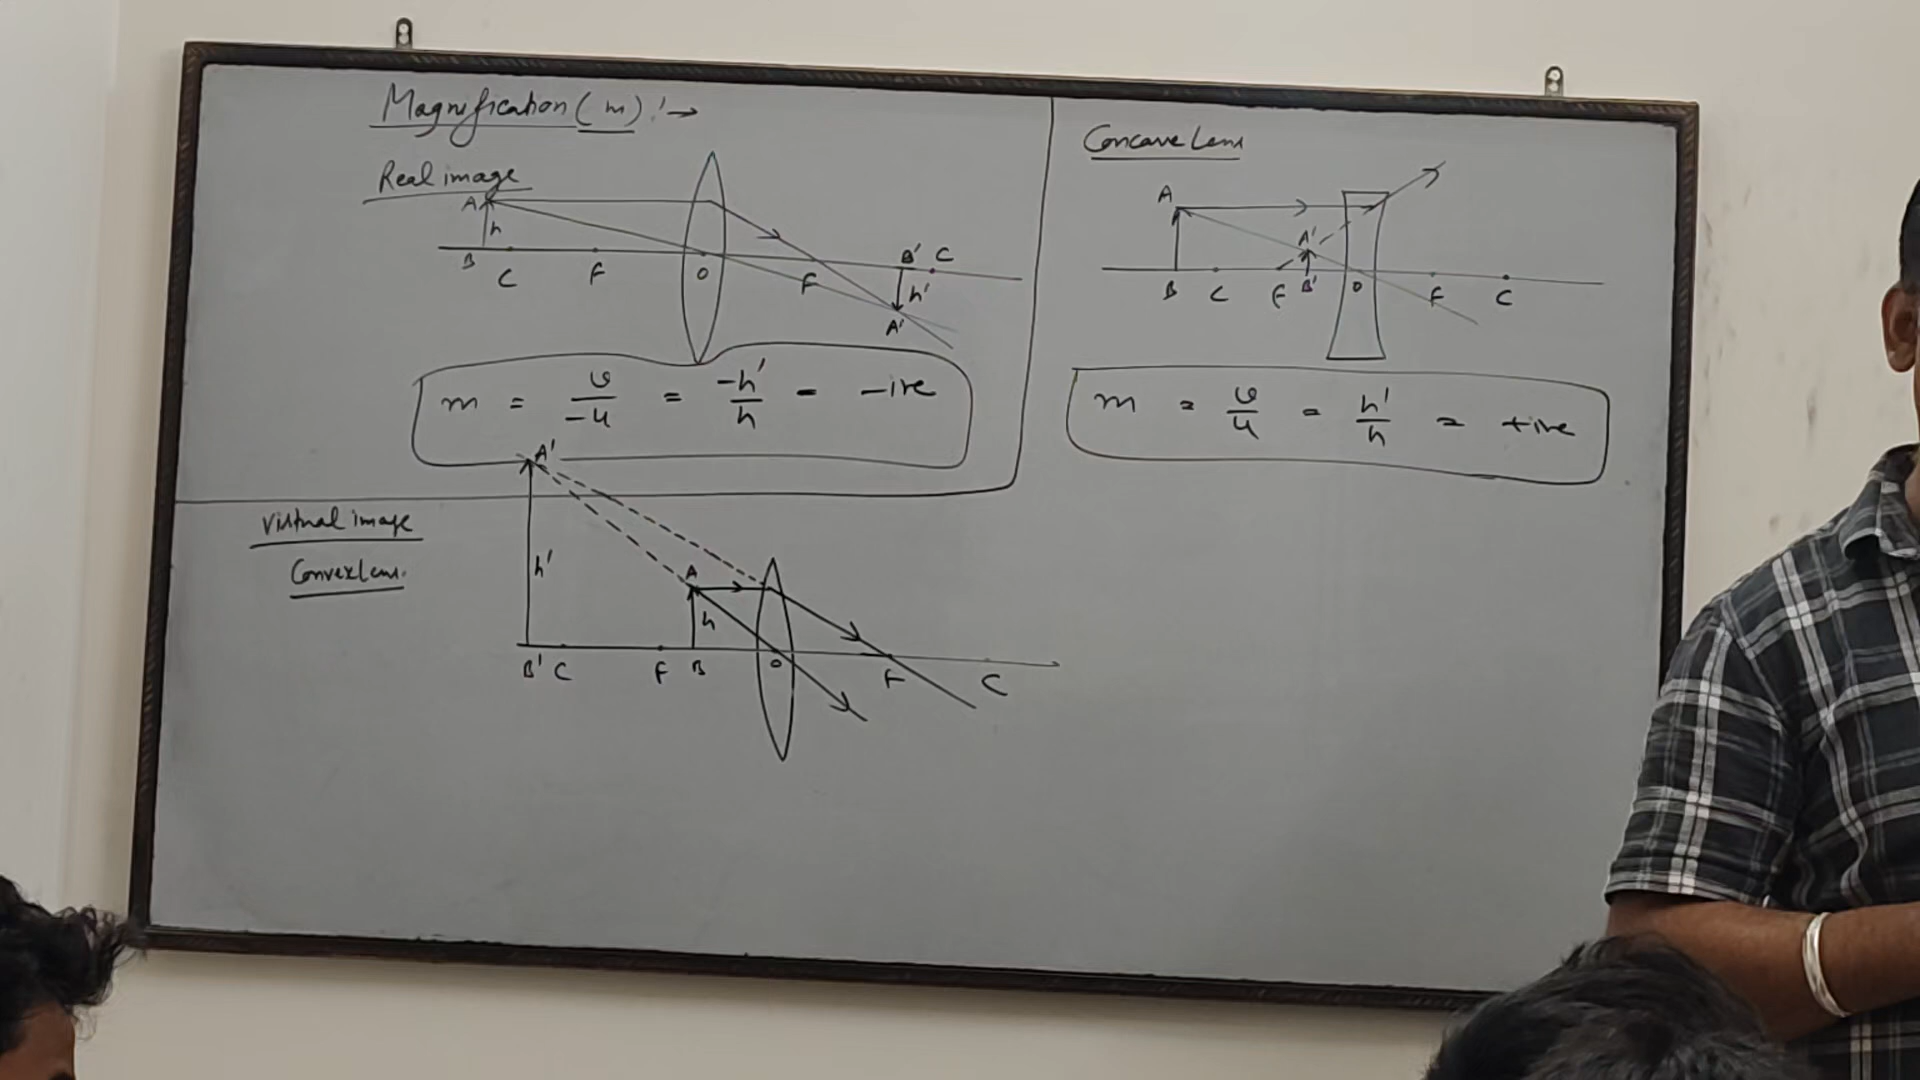 Magnification (m) :→
Real image
A
h
B C F O F B' C
h'
A'
m = v/-u = -h'/h = -ive
Concave Lens
A
A'
B C F B' O F C
m = v/u = h'/h = +ive
Virtual image
Convex Lens.
A'
h'
A
h
B' C F B O F C